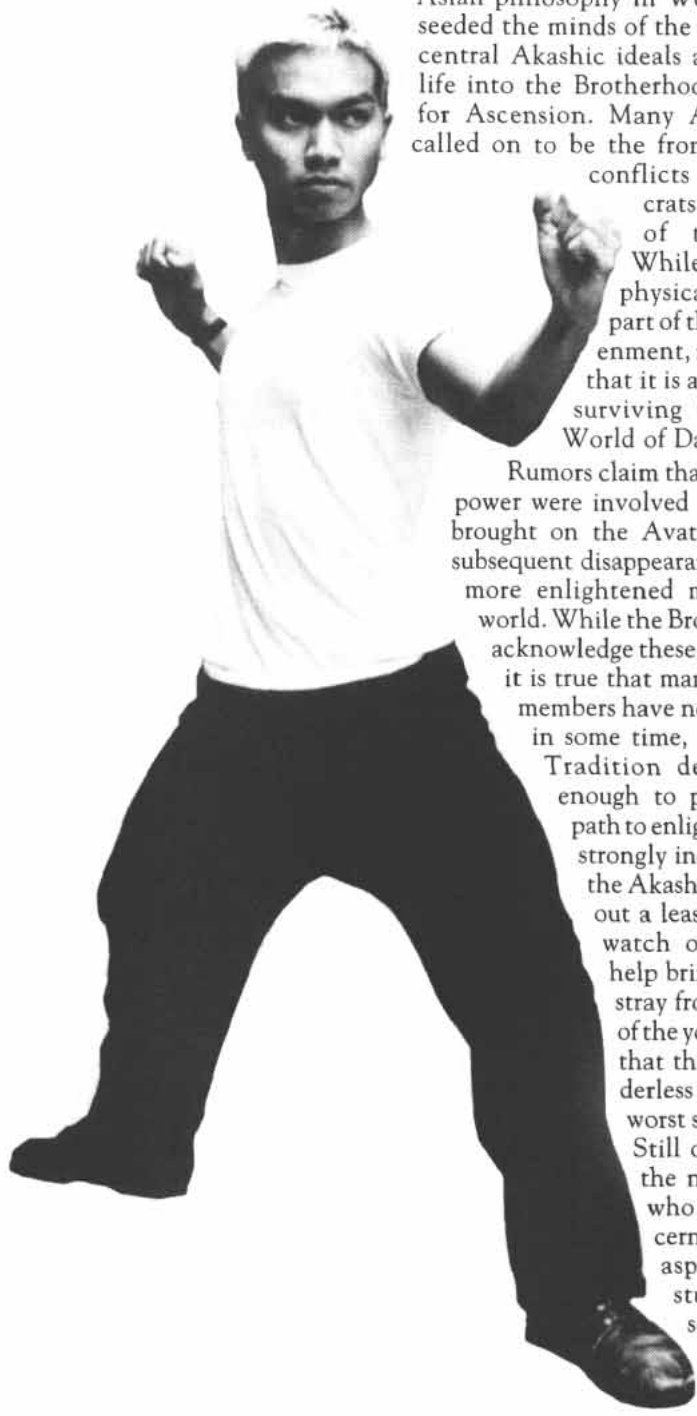 seeded the minds of the
central Akashic ideals a
life into the Brotherhoo
for Ascension. Many A
called on to be the fron
conflicts
crats
of t
While
physica
part of th
enment,
that it is a
surviving
World of Da
Rumors claim tha
power were involved
brought on the Avat
subsequent disappeara
more enlightened m
world. While the Bro
acknowledge these
it is true that mar
members have no
in some time,
Tradition de
enough to p
path to enlig
strongly in
the Akash
out a leas
watch o
help bri
stray fro
of the yo
that th
derless
worst s
Still o
the n
who
cern
asp
stu
s